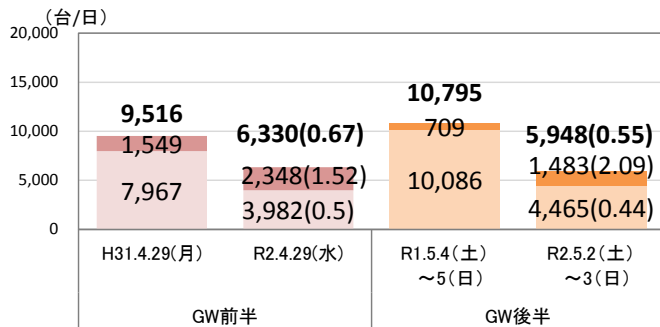 （台/日）
20,000
15,000
10,000
5,000
0
9,516
1,549
7,967
6,330(0.67)
2,348(1.52)
3,982(0.5)
10,795
709
10,086
5,948(0.55)
1,483(2.09)
4,465(0.44)
H31.4.29(月)
R2.4.29(水)
R1.5.4(土)
～5(日)
R2.5.2(土)
～3(日)
GW前半
GW後半